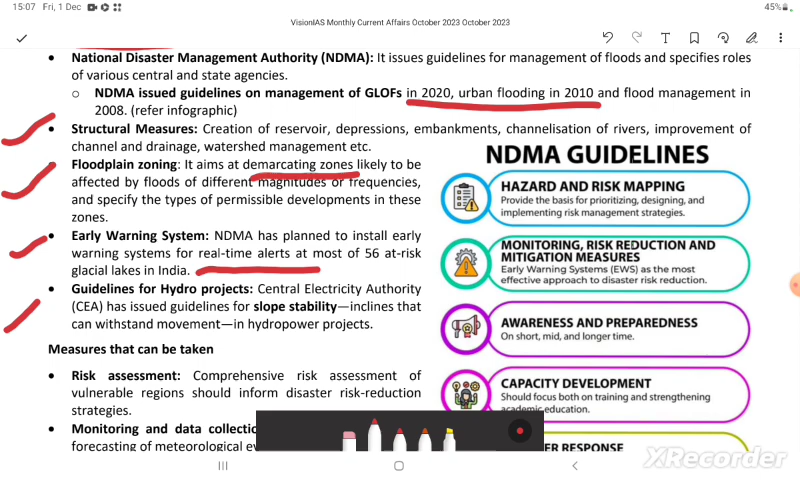 15:07 Fri, 1 Dec
45%
VisionIAS Monthly Current Affairs October 2023 October 2023
• National Disaster Management Authority (NDMA): It issues guidelines for management of floods and specifies roles
of various central and state agencies.
o NDMA issued guidelines on management of GLOFs in 2020, urban flooding in 2010 and flood management in
2008. (refer infographic)
• Structural Measures: Creation of reservoir, depressions, embankments, channelisation of rivers, improvement of
channel and drainage, watershed management etc.
• Floodplain zoning: It aims at demarcating zones likely to be
affected by floods of different magnitudes or frequencies,
and specify the types of permissible developments in these
zones.
• Early Warning System: NDMA has planned to install early
warning systems for real-time alerts at most of 56 at-risk
glacial lakes in India.
• Guidelines for Hydro projects: Central Electricity Authority
(CEA) has issued guidelines for slope stability—inclines that
can withstand movement—in hydropower projects.
Measures that can be taken
• Risk assessment: Comprehensive risk assessment of
vulnerable regions should inform disaster risk-reduction
strategies.
• Monitoring and data collectio
forecasting of meteorological ev
NDMA GUIDELINES
HAZARD AND RISK MAPPING
Provide the basis for prioritizing, designing, and
implementing risk management strategies.
MONITORING, RISK REDUCTION AND
MITIGATION MEASURES
Early Warning Systems (EWS) as the most
effective approach to disaster risk reduction.
AWARENESS AND PREPAREDNESS
On short, mid, and longer time.
CAPACITY DEVELOPMENT
Should focus both on training and strengthening
academic education.
ER RESPONSE
XRecorder